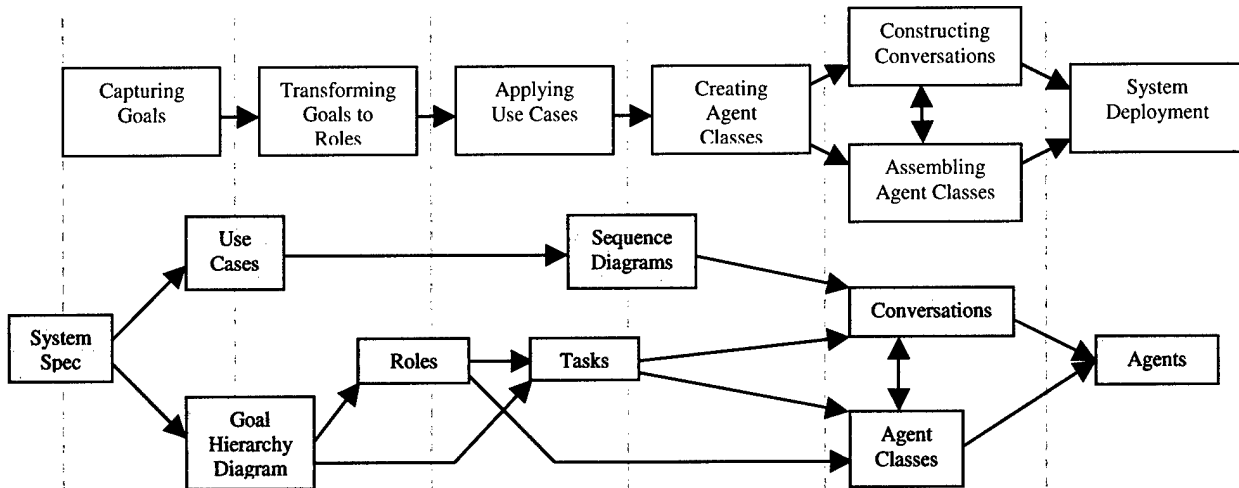 Capturing
Goals
Transforming
Goals to
Roles
Applying
Use Cases
Creating
Agent
Classes
Constructing
Conversations
Assembling
Agent Classes
System
Deployment
Use
Cases
Sequence
Diagrams
System
Spec
Roles
Tasks
Conversations
Agents
Goal
Hierarchy
Diagram
Agent
Classes